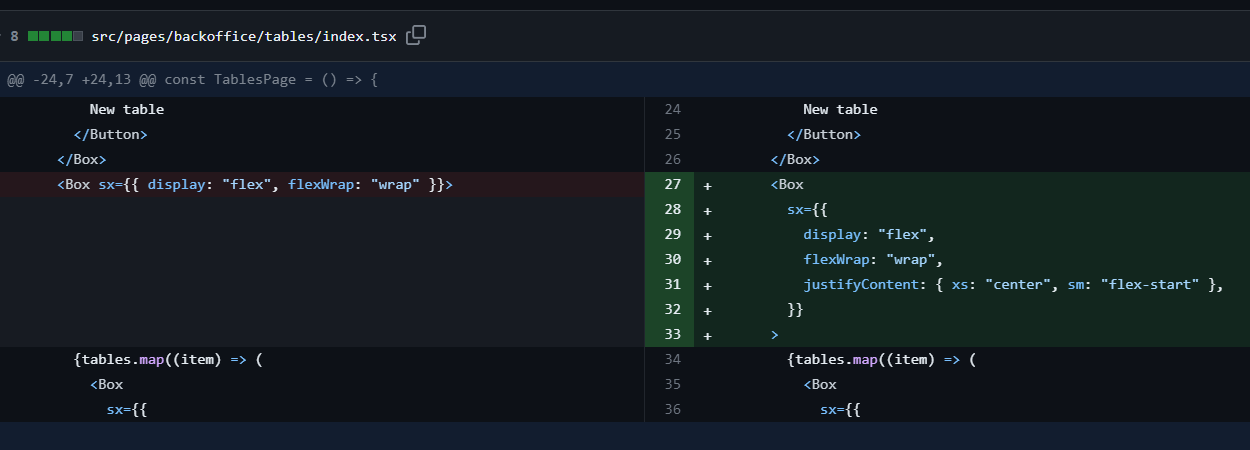 8 src/pages/backoffice/tables/index.tsx
@@ -24,7 +24,13 @@ const TablesPage = () => {
New table
</Button>
</Box>
<Box sx={{ display: "flex", flexWrap: "wrap" }}>
{tables.map((item) => (
<Box
sx={{
24 New table
25 </Button>
26 </Box>
27 + <Box
28 + sx={{
29 + display: "flex",
30 + flexWrap: "wrap",
31 + justifyContent: { xs: "center", sm: "flex-start" },
32 + }}
33 + >
34 {tables.map((item) => (
35 <Box
36 sx={{